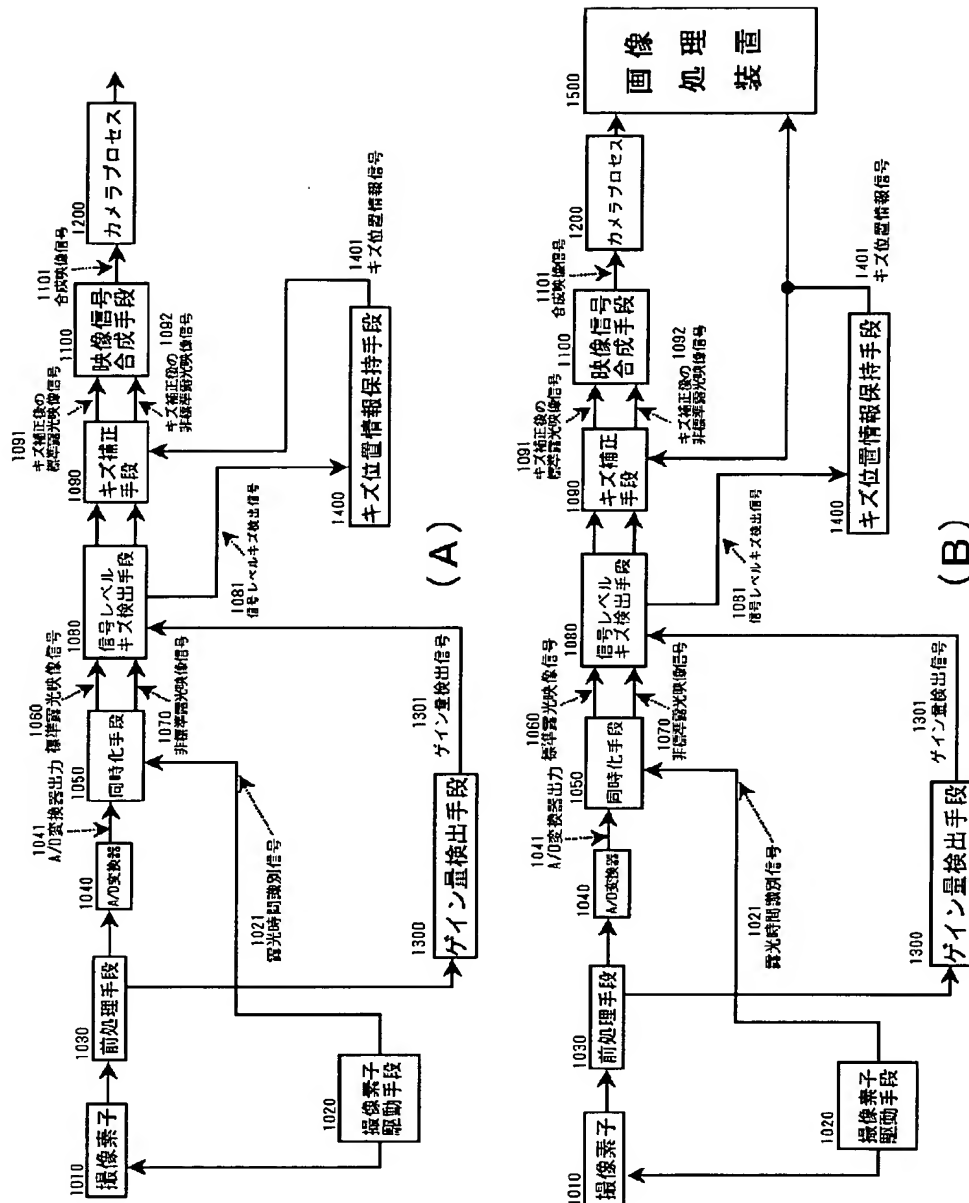 1010
撮像素子
1020
撮像素子
駆動手段
1030
前処理手段
1040
A/D変換器
1041
A/D変換器出力
1021
露光時間識別信号
1050
同時化手段
1060
標準露光映像信号
1070
非標準露光映像信号
1300
ゲイン量検出手段
1301
ゲイン量検出信号
1080
信号レベル
キズ検出手段
1081
信号レベルキズ検出信号
1090
キズ補正
手段
1091
キズ補正後の
標準露光映像信号
キズ補正後の 1092
非標準露光映像信号
1400
キズ位置情報保持手段
1401
キズ位置情報信号
1100
映像信号
合成手段
1101
合成映像信号
1200
カメラプロセス
(A)
1010
撮像素子
1020
撮像素子
駆動手段
1030
前処理手段
1040
A/D変換器
1041
A/D変換器出力
1021
露光時間識別信号
1050
同時化手段
1060
標準露光映像信号
1070
非標準露光映像信号
1300
ゲイン量検出手段
1301
ゲイン量検出信号
1080
信号レベル
キズ検出手段
1081
信号レベルキズ検出信号
1090
キズ補正
手段
1091
キズ補正後の
標準露光映像信号
キズ補正後の 1092
非標準露光映像信号
1400
キズ位置情報保持手段
1401
キズ位置情報信号
1100
映像信号
合成手段
1101
合成映像信号
1200
カメラプロセス
1500
画像
処理
装置
(B)